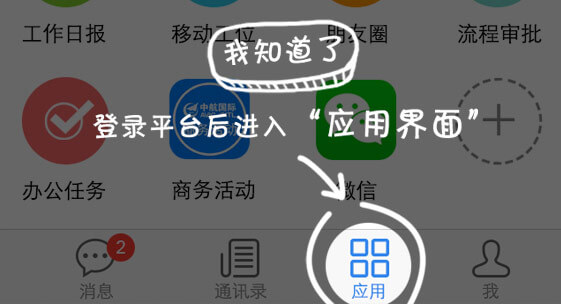 工作日报
移动工位
朋友圈
流程审批
我知道了
中航国际
登录平台后进入“应用界面”
办公任务
商务活动
微信
2
消息
通讯录
应用
我